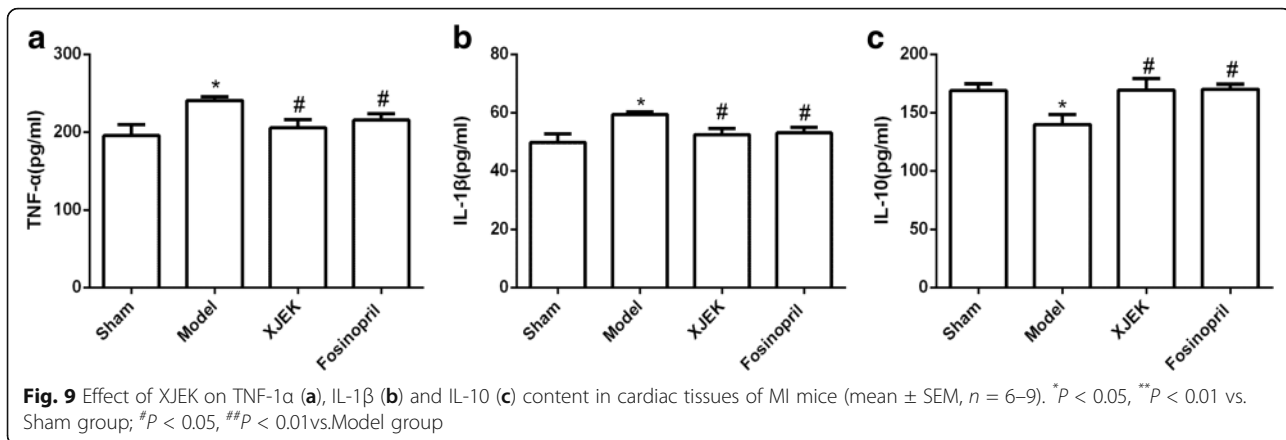 a
b
c
300
200
100
0
TNF-α(pg/ml)
*
#
#
Sham
Model
XJEK
Fosinopril
80
60
40
20
0
IL-1β(pg/ml)
*
#
#
Sham
Model
XJEK
Fosinopril
200
150
100
50
0
IL-10(pg/ml)
*
#
#
Sham
Model
XJEK
Fosinopril
Fig. 9 Effect of XJEK on TNF-1α (a), IL-1β (b) and IL-10 (c) content in cardiac tissues of MI mice (mean ± SEM, n = 6–9). *P < 0.05, **P < 0.01 vs.
Sham group; #P < 0.05, ##P < 0.01vs.Model group